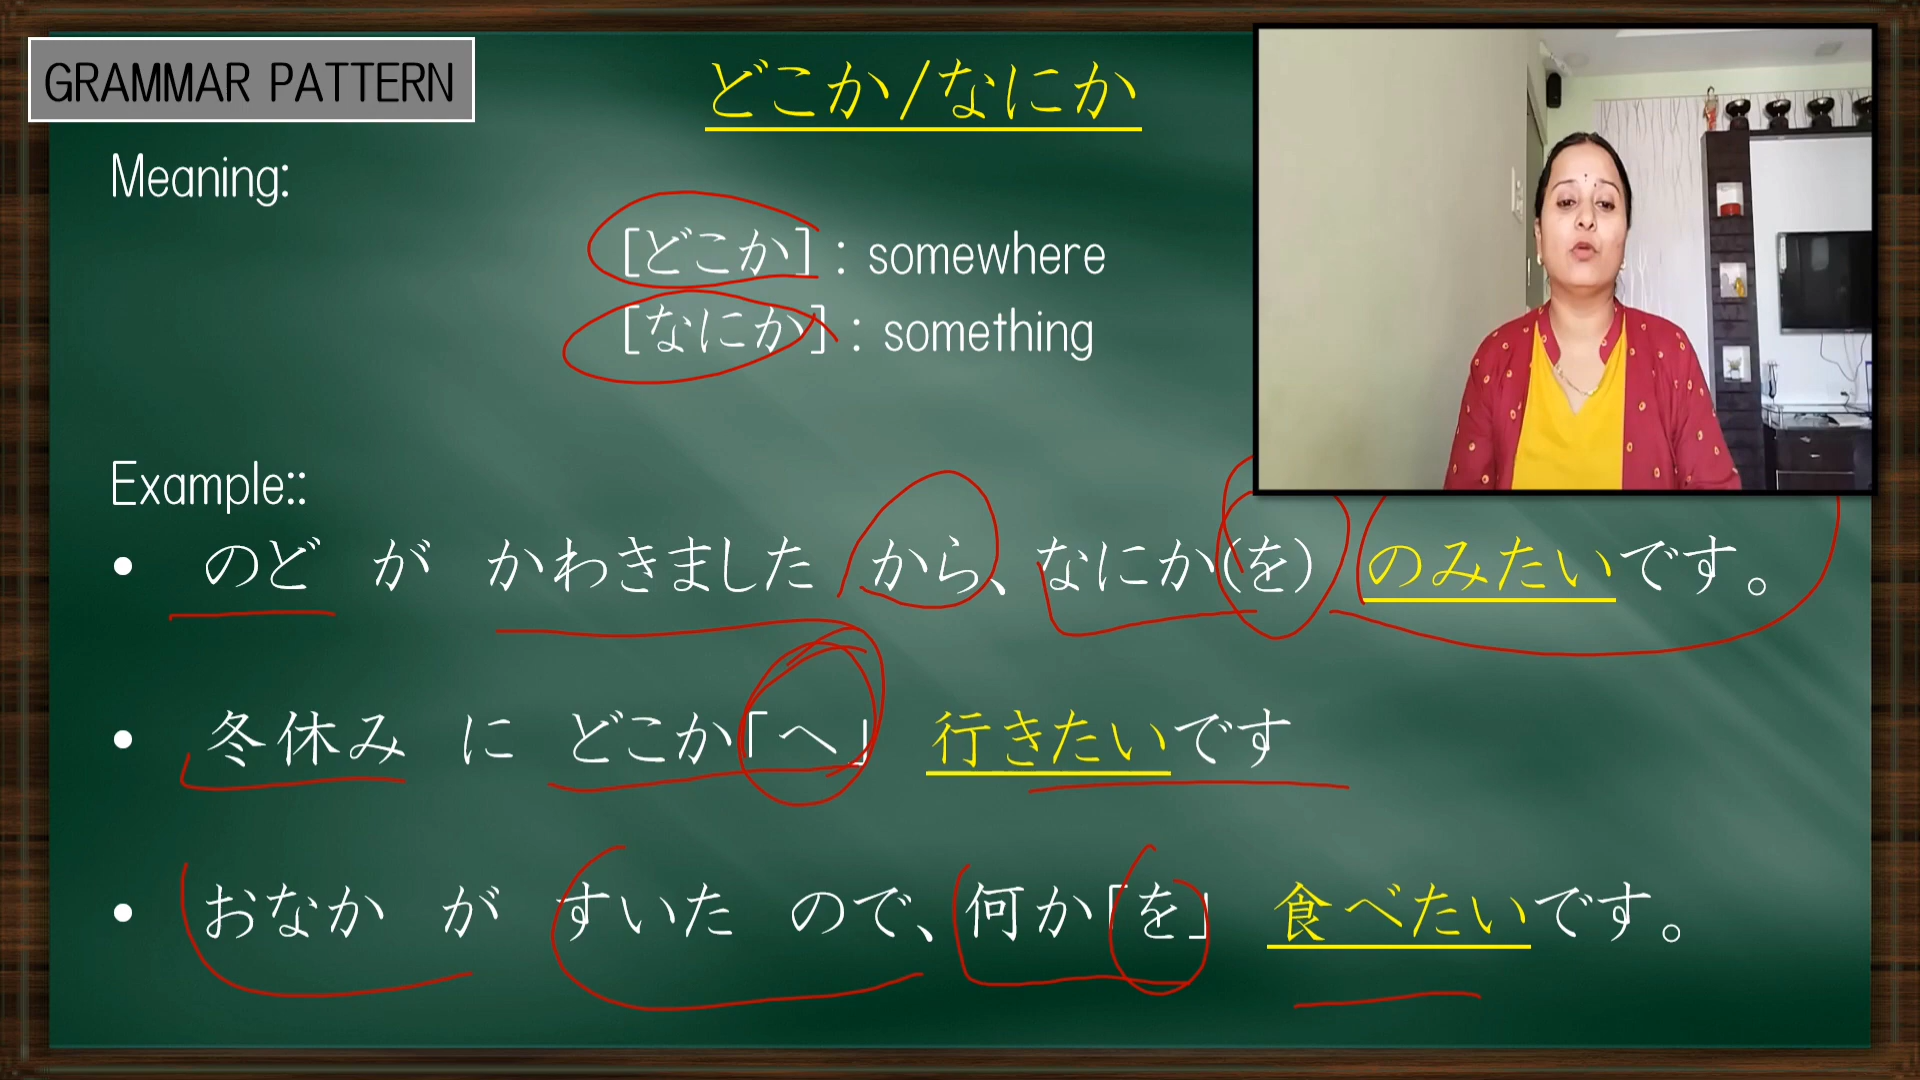 GRAMMAR PATTERN
どこか/なにか
Meaning:
[どこか] : somewhere
[なにか] : something
Example::
• のど が かわきました から、なにか(を) のみたいです。
• 冬休み に どこか「へ」 行きたいです
• おなか が すいた ので、何か「を」 食べたいです。